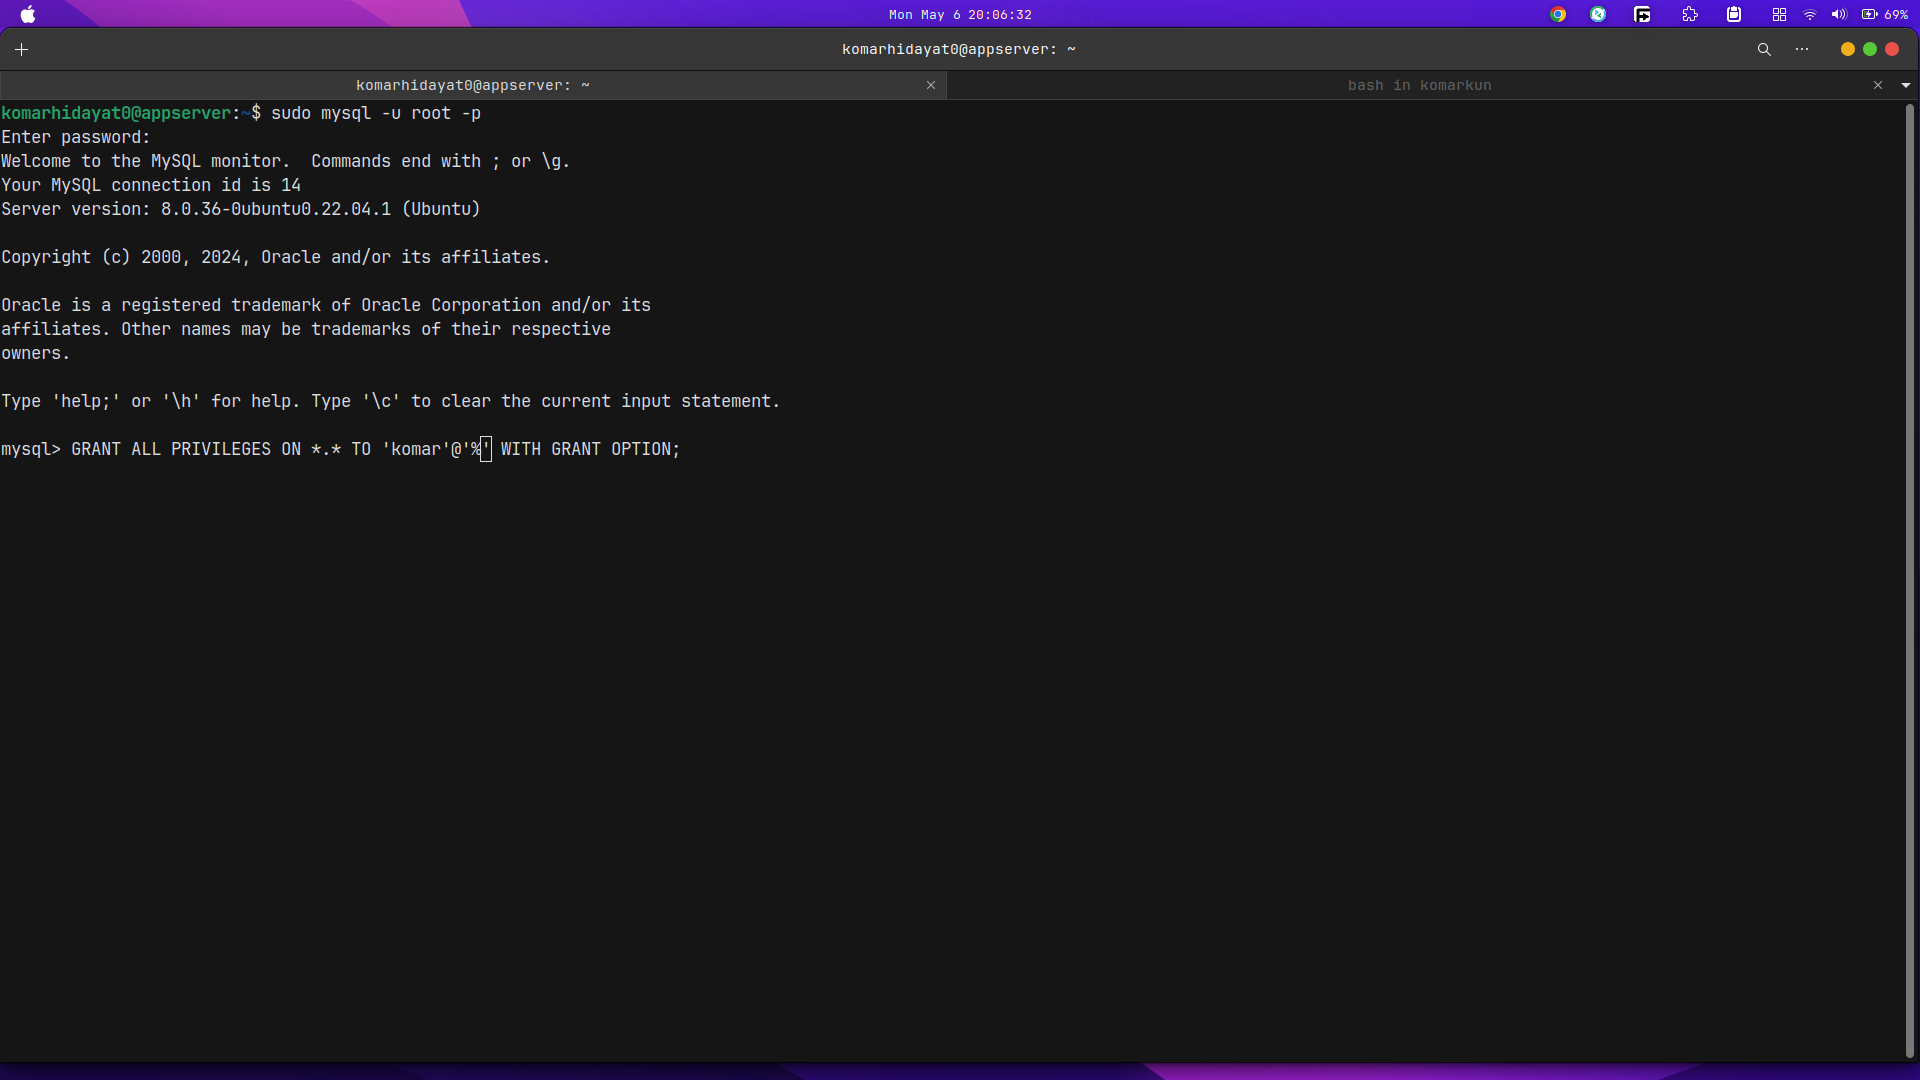 Mon May 6 20:06:32
69%
komarhidayat0@appserver: ~
komarhidayat0@appserver: ~
bash in komarkun
komarhidayat0@appserver:~$ sudo mysql -u root -p
Enter password:
Welcome to the MySQL monitor.  Commands end with ; or \g.
Your MySQL connection id is 14
Server version: 8.0.36-0ubuntu0.22.04.1 (Ubuntu)
Copyright (c) 2000, 2024, Oracle and/or its affiliates.
Oracle is a registered trademark of Oracle Corporation and/or its
affiliates. Other names may be trademarks of their respective
owners.
Type 'help;' or '\h' for help. Type '\c' to clear the current input statement.
mysql> GRANT ALL PRIVILEGES ON *.* TO 'komar'@'%' WITH GRANT OPTION;